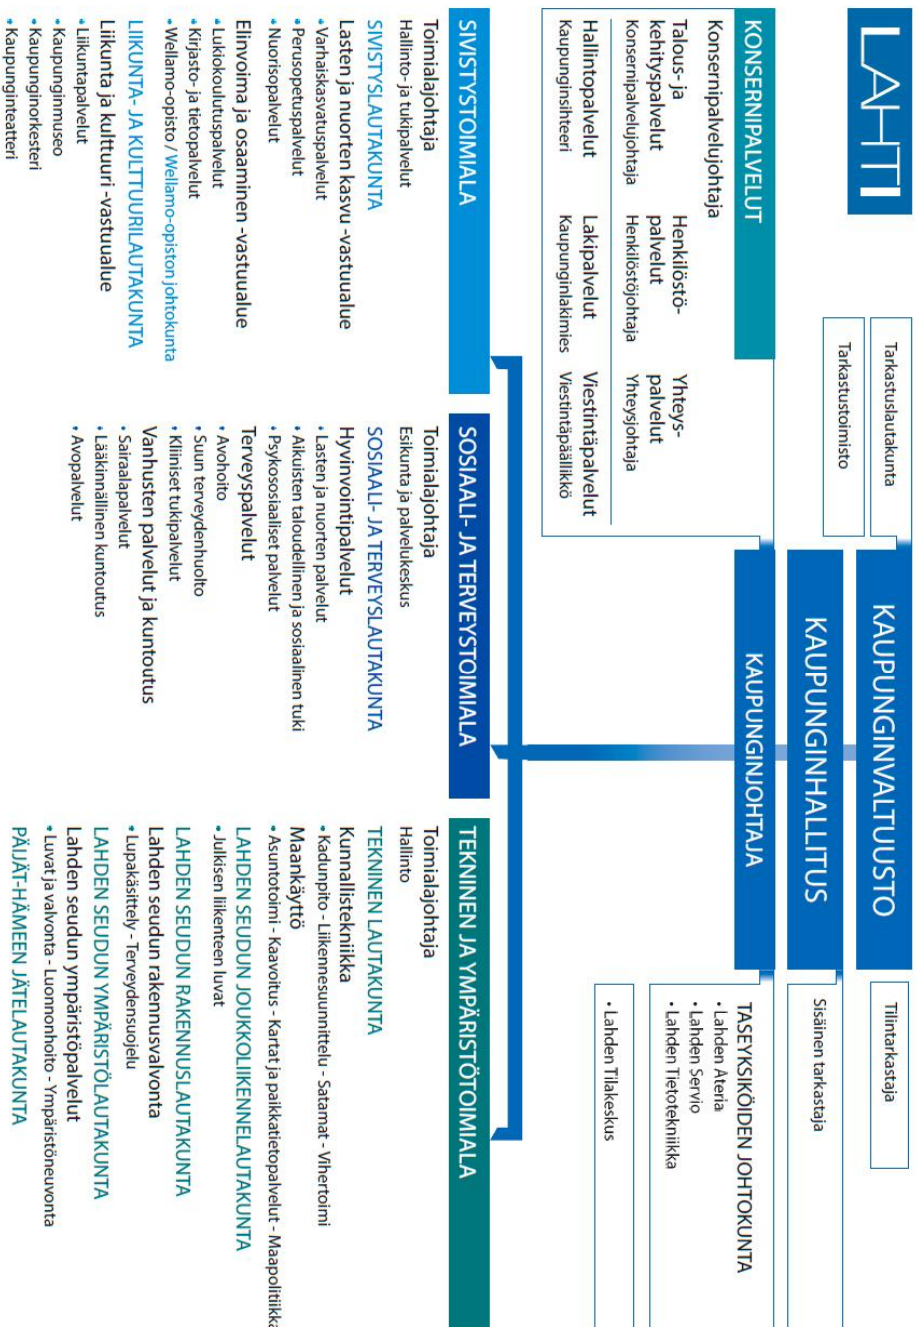 LAHTI
Tarkastuslautakunta
KAUPUNGINVALTUUSTO
Tilintarkastaja
Tarkastustoimisto
KAUPUNGINHALLITUS
Sisäinen tarkastaja
KONSERNIPALVELUT
KAUPUNGINJOHTAJA
Konsernipalvelujohtaja
Talous- ja
kehityspalvelut
Konsernipalvelujohtaja
Henkilöstö-
palvelut
Henkilöstöjohtaja
Yhteys-
palvelut
Yhteysjohtaja
Hallintopalvelut
Kaupunginsihteeri
Lakipalvelut
Kaupunginlakimies
Viestintäpalvelut
Viestintäpäällikkö
TASEYKSIKÖIDEN JOHTOKUNTA
• Lahden Ateria
• Lahden Servio
• Lahden Tietotekniikka
• Lahden Tilakeskus
SIVISTYSTOIMIALA
Toimialajohtaja
Hallinto- ja tukipalvelut
SIVISTYSLAUTAKUNTA
Lasten ja nuorten kasvu -vastuualue
• Varhaiskasvatuspalvelut
• Perusopetuspalvelut
• Nuorisopalvelut
Elinvoima ja osaaminen -vastuualue
• Lukiokoulutuspalvelut
• Kirjasto- ja tietopalvelut
• Wellamo-opisto / Wellamo-opiston johtokunta
LIIKUNTA- JA KULTTUURILAUTAKUNTA
Liikunta ja kulttuuri -vastuualue
• Liikuntapalvelut
• Kaupunginmuseo
• Kaupunginorkesteri
• Kaupunginteatteri
SOSIAALI- JA TERVEYSTOIMIALA
Toimialajohtaja
Esikunta ja palvelukeskus
SOSIAALI- JA TERVEYSLAUTAKUNTA
Hyvinvointipalvelut
• Lasten ja nuorten palvelut
• Aikuisten taloudellinen ja sosiaalinen tuki
• Psykososiaaliset palvelut
Terveyspalvelut
• Avohoito
• Suun terveydenhuolto
• Kliiniset tukipalvelut
Vanhusten palvelut ja kuntoutus
• Sairaalapalvelut
• Lääkinnällinen kuntoutus
• Avopalvelut
TEKNINEN JA YMPÄRISTÖTOIMIALA
Toimialajohtaja
Hallinto
TEKNINEN LAUTAKUNTA
Kunnallistekniikka
• Kadunpito - Liikennesuunnittelu - Satamat - Vihertoimi
Maankäyttö
• Asuntotoimi - Kaavoitus - Kartat ja paikkatietopalvelut - Maapolitiikka
LAHDEN SEUDUN JOUKKOLIIKENNELAUTAKUNTA
• Julkisen liikenteen luvat
LAHDEN SEUDUN RAKENNUSLAUTAKUNTA
Lahden seudun rakennusvalvonta
• Lupakäsittely - Terveydensuojelu
LAHDEN SEUDUN YMPÄRISTÖLAUTAKUNTA
Lahden seudun ympäristöpalvelut
• Luvat ja valvonta - Luonnonhoito - Ympäristöneuvonta
PÄIJÄT-HÄMEEN JÄTELAUTAKUNTA